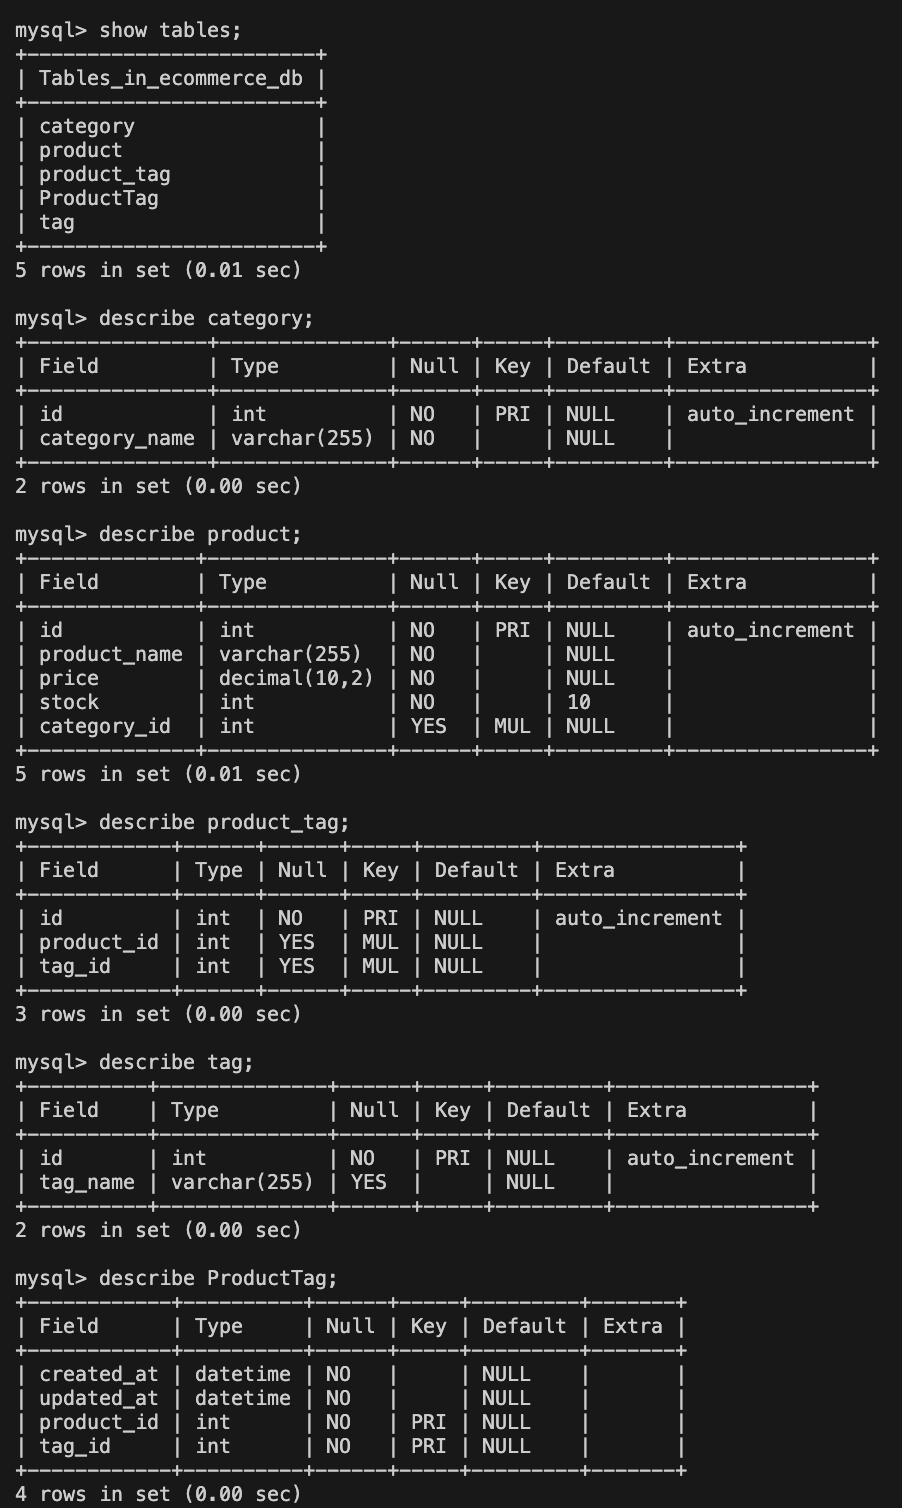 mysql> show tables;
+------------------------+
| Tables_in_ecommerce_db |
+------------------------+
| category               |
| product                |
| product_tag            |
| ProductTag             |
| tag                    |
+------------------------+
5 rows in set (0.01 sec)

mysql> describe category;
+---------------+--------------+------+-----+---------+----------------+
| Field         | Type         | Null | Key | Default | Extra          |
+---------------+--------------+------+-----+---------+----------------+
| id            | int          | NO   | PRI | NULL    | auto_increment |
| category_name | varchar(255) | NO   |     | NULL    |                |
+---------------+--------------+------+-----+---------+----------------+
2 rows in set (0.00 sec)

mysql> describe product;
+--------------+---------------+------+-----+---------+----------------+
| Field        | Type          | Null | Key | Default | Extra          |
+--------------+---------------+------+-----+---------+----------------+
| id           | int           | NO   | PRI | NULL    | auto_increment |
| product_name | varchar(255)  | NO   |     | NULL    |                |
| price        | decimal(10,2) | NO   |     | NULL    |                |
| stock        | int           | NO   |     | 10      |                |
| category_id  | int           | YES  | MUL | NULL    |                |
+--------------+---------------+------+-----+---------+----------------+
5 rows in set (0.01 sec)

mysql> describe product_tag;
+------------+------+------+-----+---------+----------------+
| Field      | Type | Null | Key | Default | Extra          |
+------------+------+------+-----+---------+----------------+
| id         | int  | NO   | PRI | NULL    | auto_increment |
| product_id | int  | YES  | MUL | NULL    |                |
| tag_id     | int  | YES  | MUL | NULL    |                |
+------------+------+------+-----+---------+----------------+
3 rows in set (0.00 sec)

mysql> describe tag;
+----------+--------------+------+-----+---------+----------------+
| Field    | Type         | Null | Key | Default | Extra          |
+----------+--------------+------+-----+---------+----------------+
| id       | int          | NO   | PRI | NULL    | auto_increment |
| tag_name | varchar(255) | YES  |     | NULL    |                |
+----------+--------------+------+-----+---------+----------------+
2 rows in set (0.00 sec)

mysql> describe ProductTag;
+------------+----------+------+-----+---------+-------+
| Field      | Type     | Null | Key | Default | Extra |
+------------+----------+------+-----+---------+-------+
| created_at | datetime | NO   |     | NULL    |       |
| updated_at | datetime | NO   |     | NULL    |       |
| product_id | int      | NO   | PRI | NULL    |       |
| tag_id     | int      | NO   | PRI | NULL    |       |
+------------+----------+------+-----+---------+-------+
4 rows in set (0.00 sec)